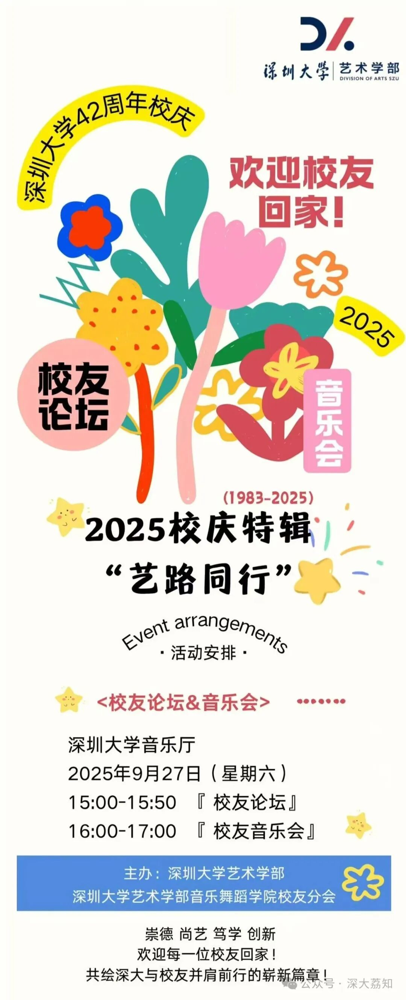 深圳大学 艺术学部
DIVISION OF ARTS SZU
深圳大学42周年校庆
欢迎校友
回家！
2025
校友
论坛
音乐会
(1983-2025)
2025校庆特辑
“艺路同行”
Event arrangements
·活动安排·
<校友论坛&音乐会>
深圳大学音乐厅
2025年9月27日（星期六）
15:00-15:50 『 校友论坛』
16:00-17:00 『 校友音乐会』
主办：深圳大学艺术学部
深圳大学艺术学部音乐舞蹈学院校友分会
崇德 尚艺 笃学 创新
欢迎每一位校友回家！
共绘深大与校友并肩前行的崭新篇章！
公众号·深大荔知